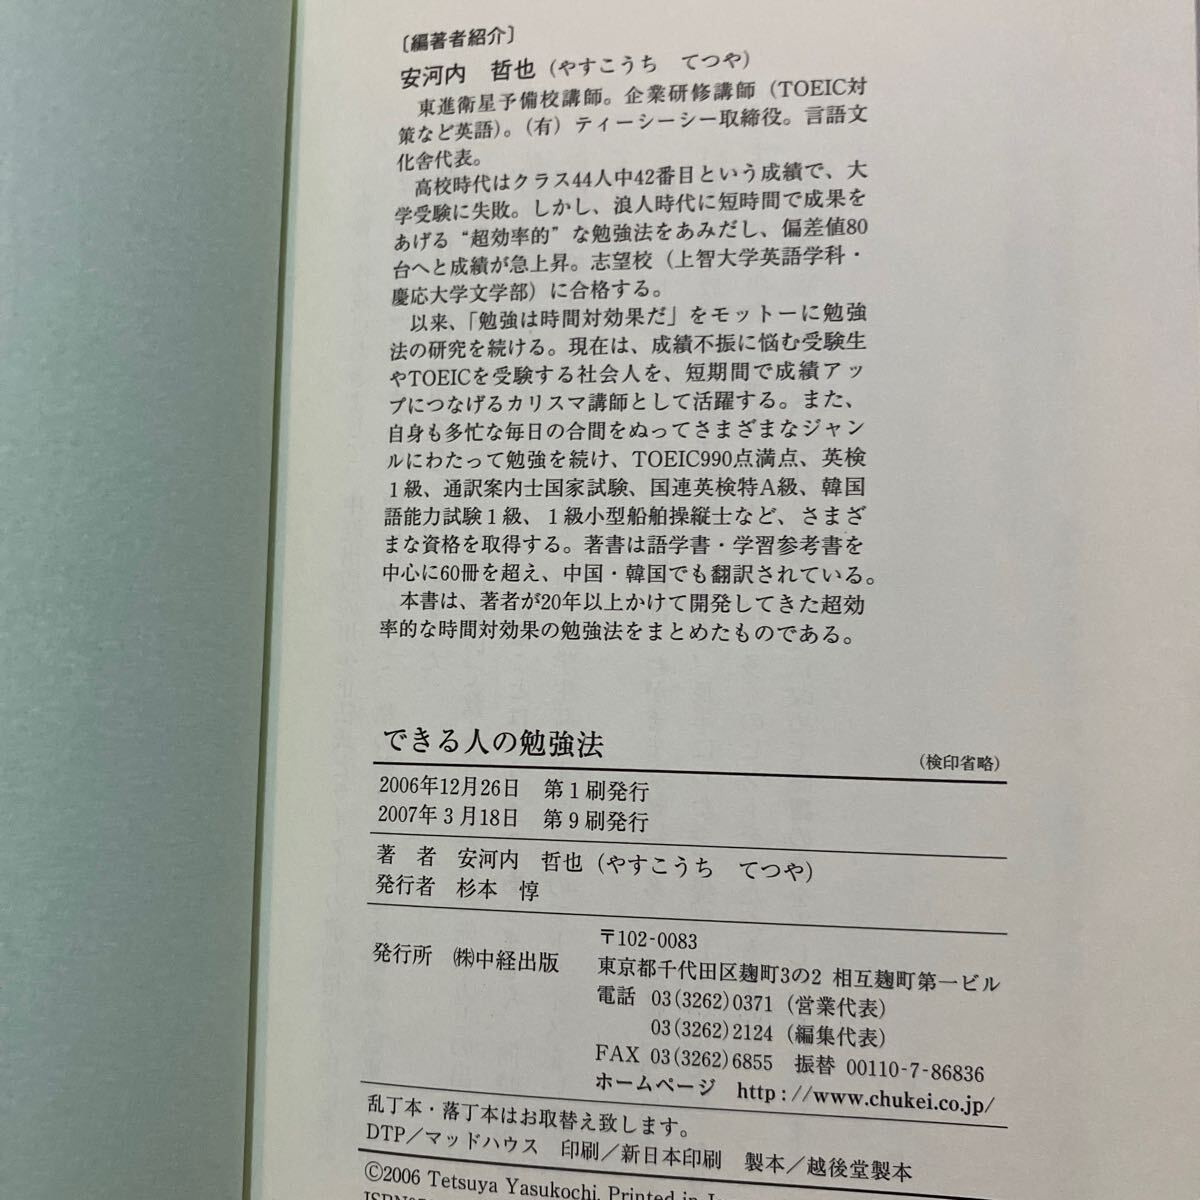 〔編著者紹介〕
安河内　哲也（やすこうち　てつや）
東進衛星予備校講師。企業研修講師（TOEIC対
策など英語）。（有）ティーシーシー取締役。言語文
化舎代表。
高校時代はクラス44人中42番目という成績で、大
学受験に失敗。しかし、浪人時代に短時間で成果を
あげる“超効率的”な勉強法をあみだし、偏差値80
台へと成績が急上昇。志望校（上智大学英語学科・
慶応大学文学部）に合格する。
以来、「勉強は時間対効果だ」をモットーに勉強
法の研究を続ける。現在は、成績不振に悩む受験生
やTOEICを受験する社会人を、短期間で成績アッ
プにつなげるカリスマ講師として活躍する。また、
自身も多忙な毎日の合間をぬってさまざまなジャン
ルにわたって勉強を続け、TOEIC990点満点、英検
１級、通訳案内士国家試験、国連英検特A級、韓国
語能力試験１級、１級小型船舶操縦士など、さまざ
まな資格を取得する。著書は語学書・学習参考書を
中心に60冊を超え、中国・韓国でも翻訳されている。
本書は、著者が20年以上かけて開発してきた超効
率的な時間対効果の勉強法をまとめたものである。
できる人の勉強法　（検印省略）
2006年12月26日　第１刷発行
2007年３月18日　第９刷発行
著　者　安河内　哲也（やすこうち　てつや）
発行者　杉本　惇
発行所　㈱中経出版
〒102-0083
東京都千代田区麹町3の2 相互麹町第一ビル
電話　03(3262)0371（営業代表）
03(3262)2124（編集代表）
FAX 03(3262)6855　振替 00110-7-86836
ホームページ　http://www.chukei.co.jp/
乱丁本・落丁本はお取替え致します。
DTP／マッドハウス　印刷／新日本印刷　製本／越後堂製本
©2006 Tetsuya Yasukochi, Printed in